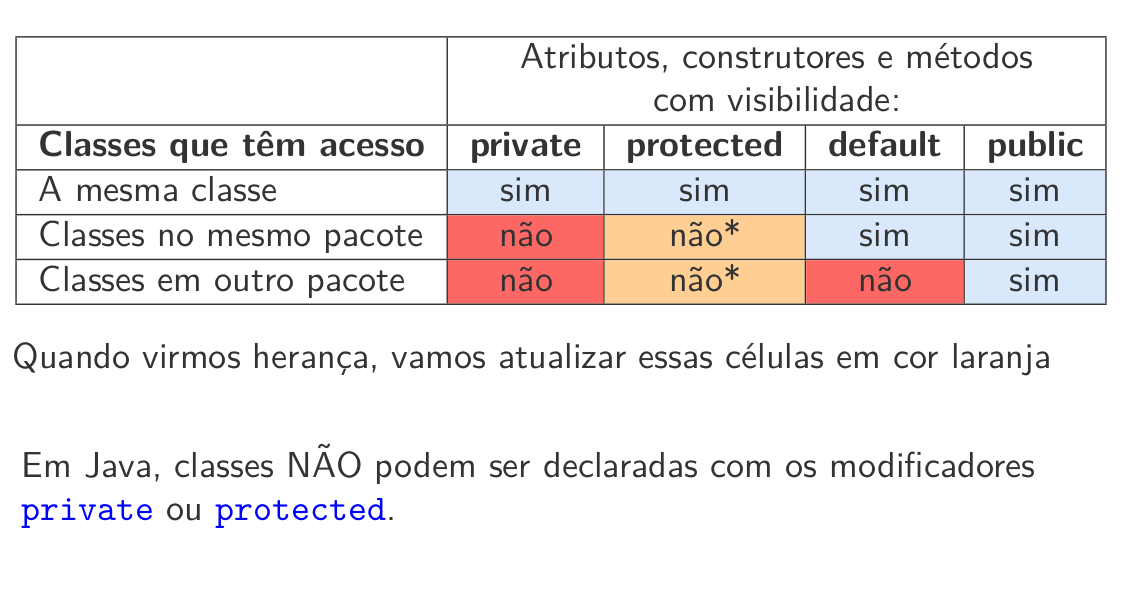 Atributos, construtores e métodos
com visibilidade:
Classes que têm acesso private protected default public
A mesma classe sim sim sim sim
Classes no mesmo pacote não não* sim sim
Classes em outro pacote não não* não sim
Quando virmos herança, vamos atualizar essas células em cor laranja
Em Java, classes NÃO podem ser declaradas com os modificadores
private ou protected.